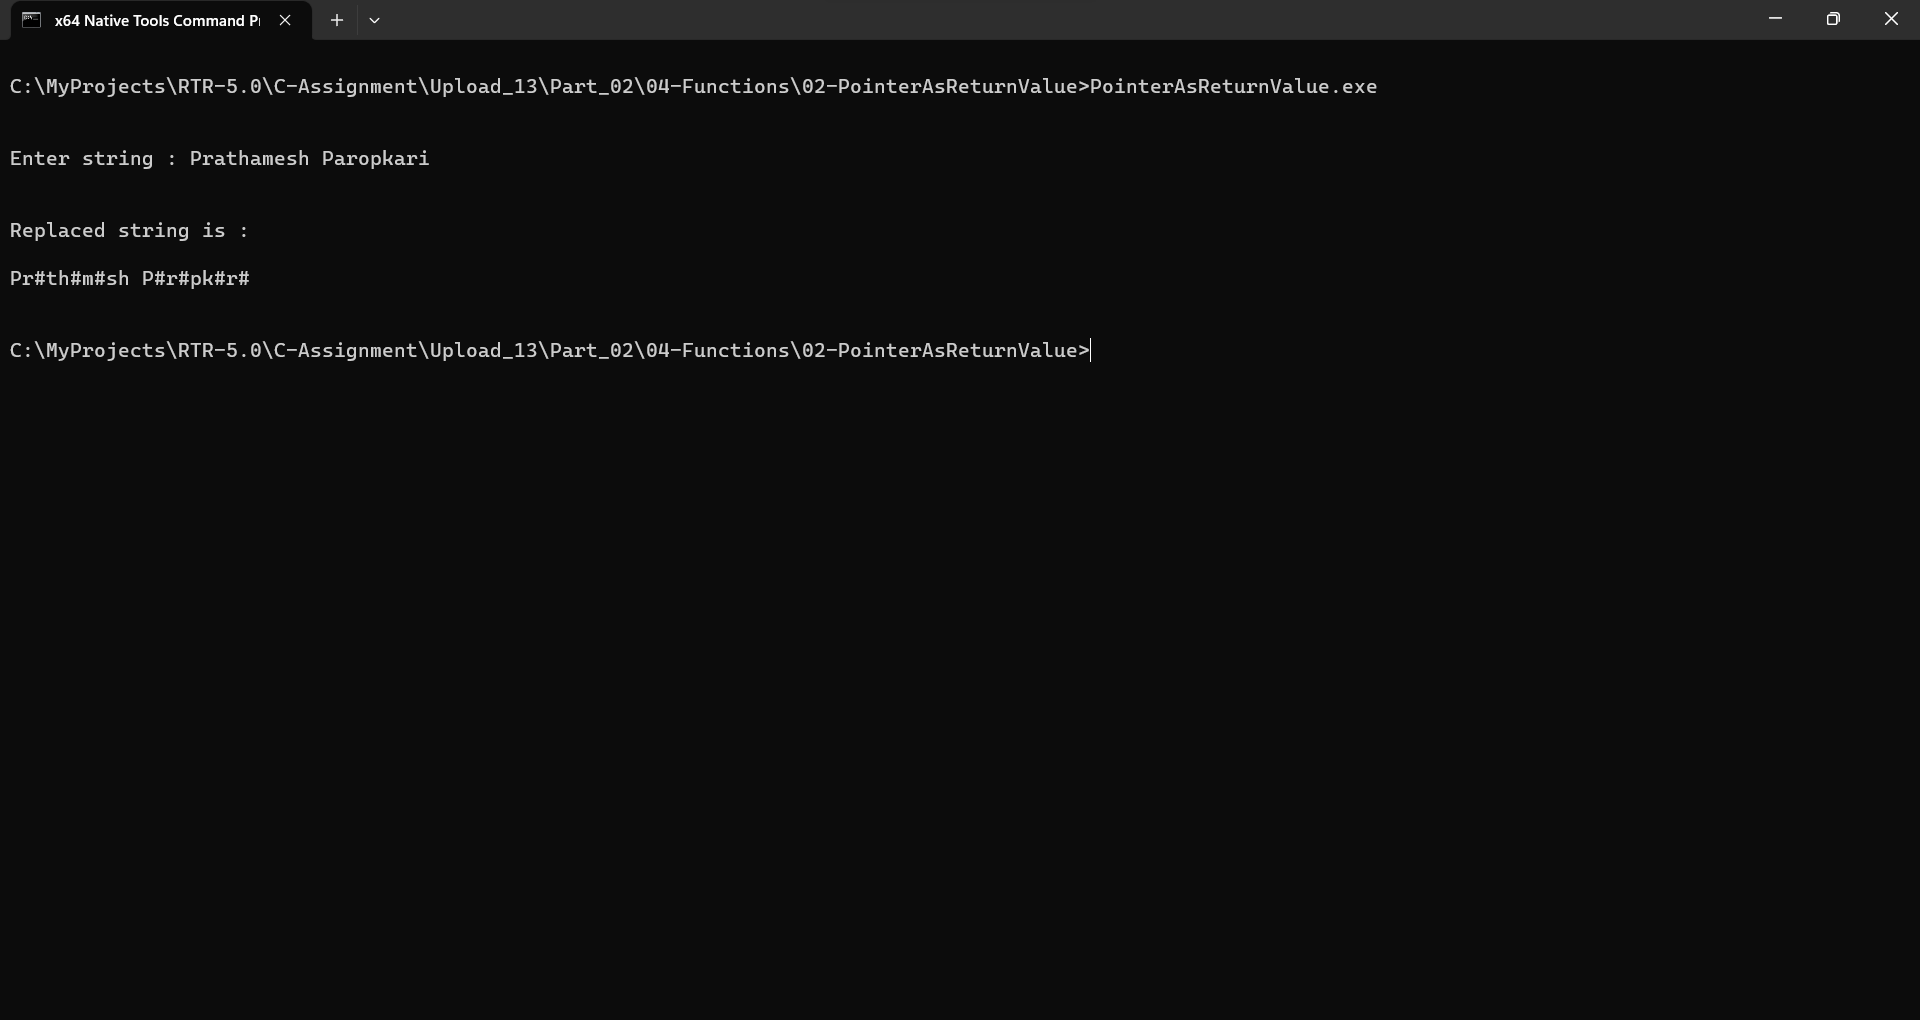 x64 Native Tools Command P
C:\MyProjects\RTR-5.0\C-Assignment\Upload_13\Part_02\04-Functions\02-PointerAsReturnValue>PointerAsReturnValue.exe
Enter string : Prathamesh Paropkari
Replaced string is :
Pr#th#m#sh P#r#pk#r#
C:\MyProjects\RTR-5.0\C-Assignment\Upload_13\Part_02\04-Functions\02-PointerAsReturnValue>